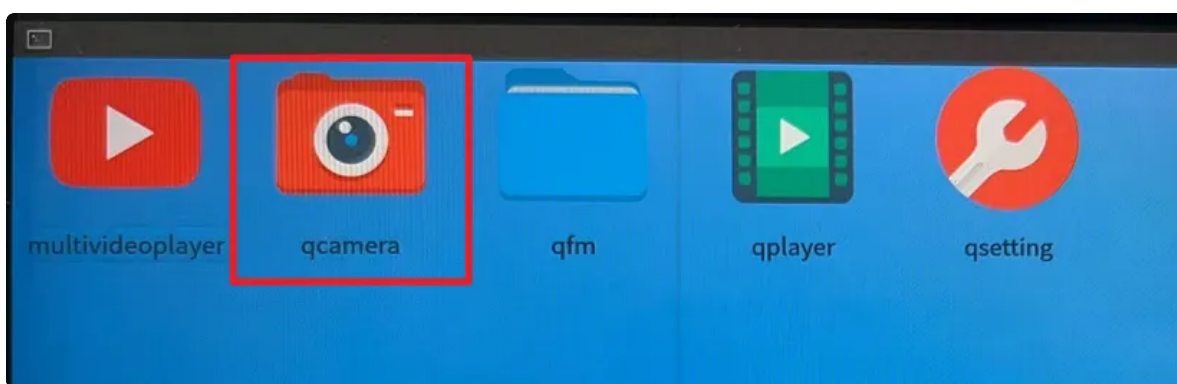 multivideoplayer
qcamera
qfm
qplayer
qsetting